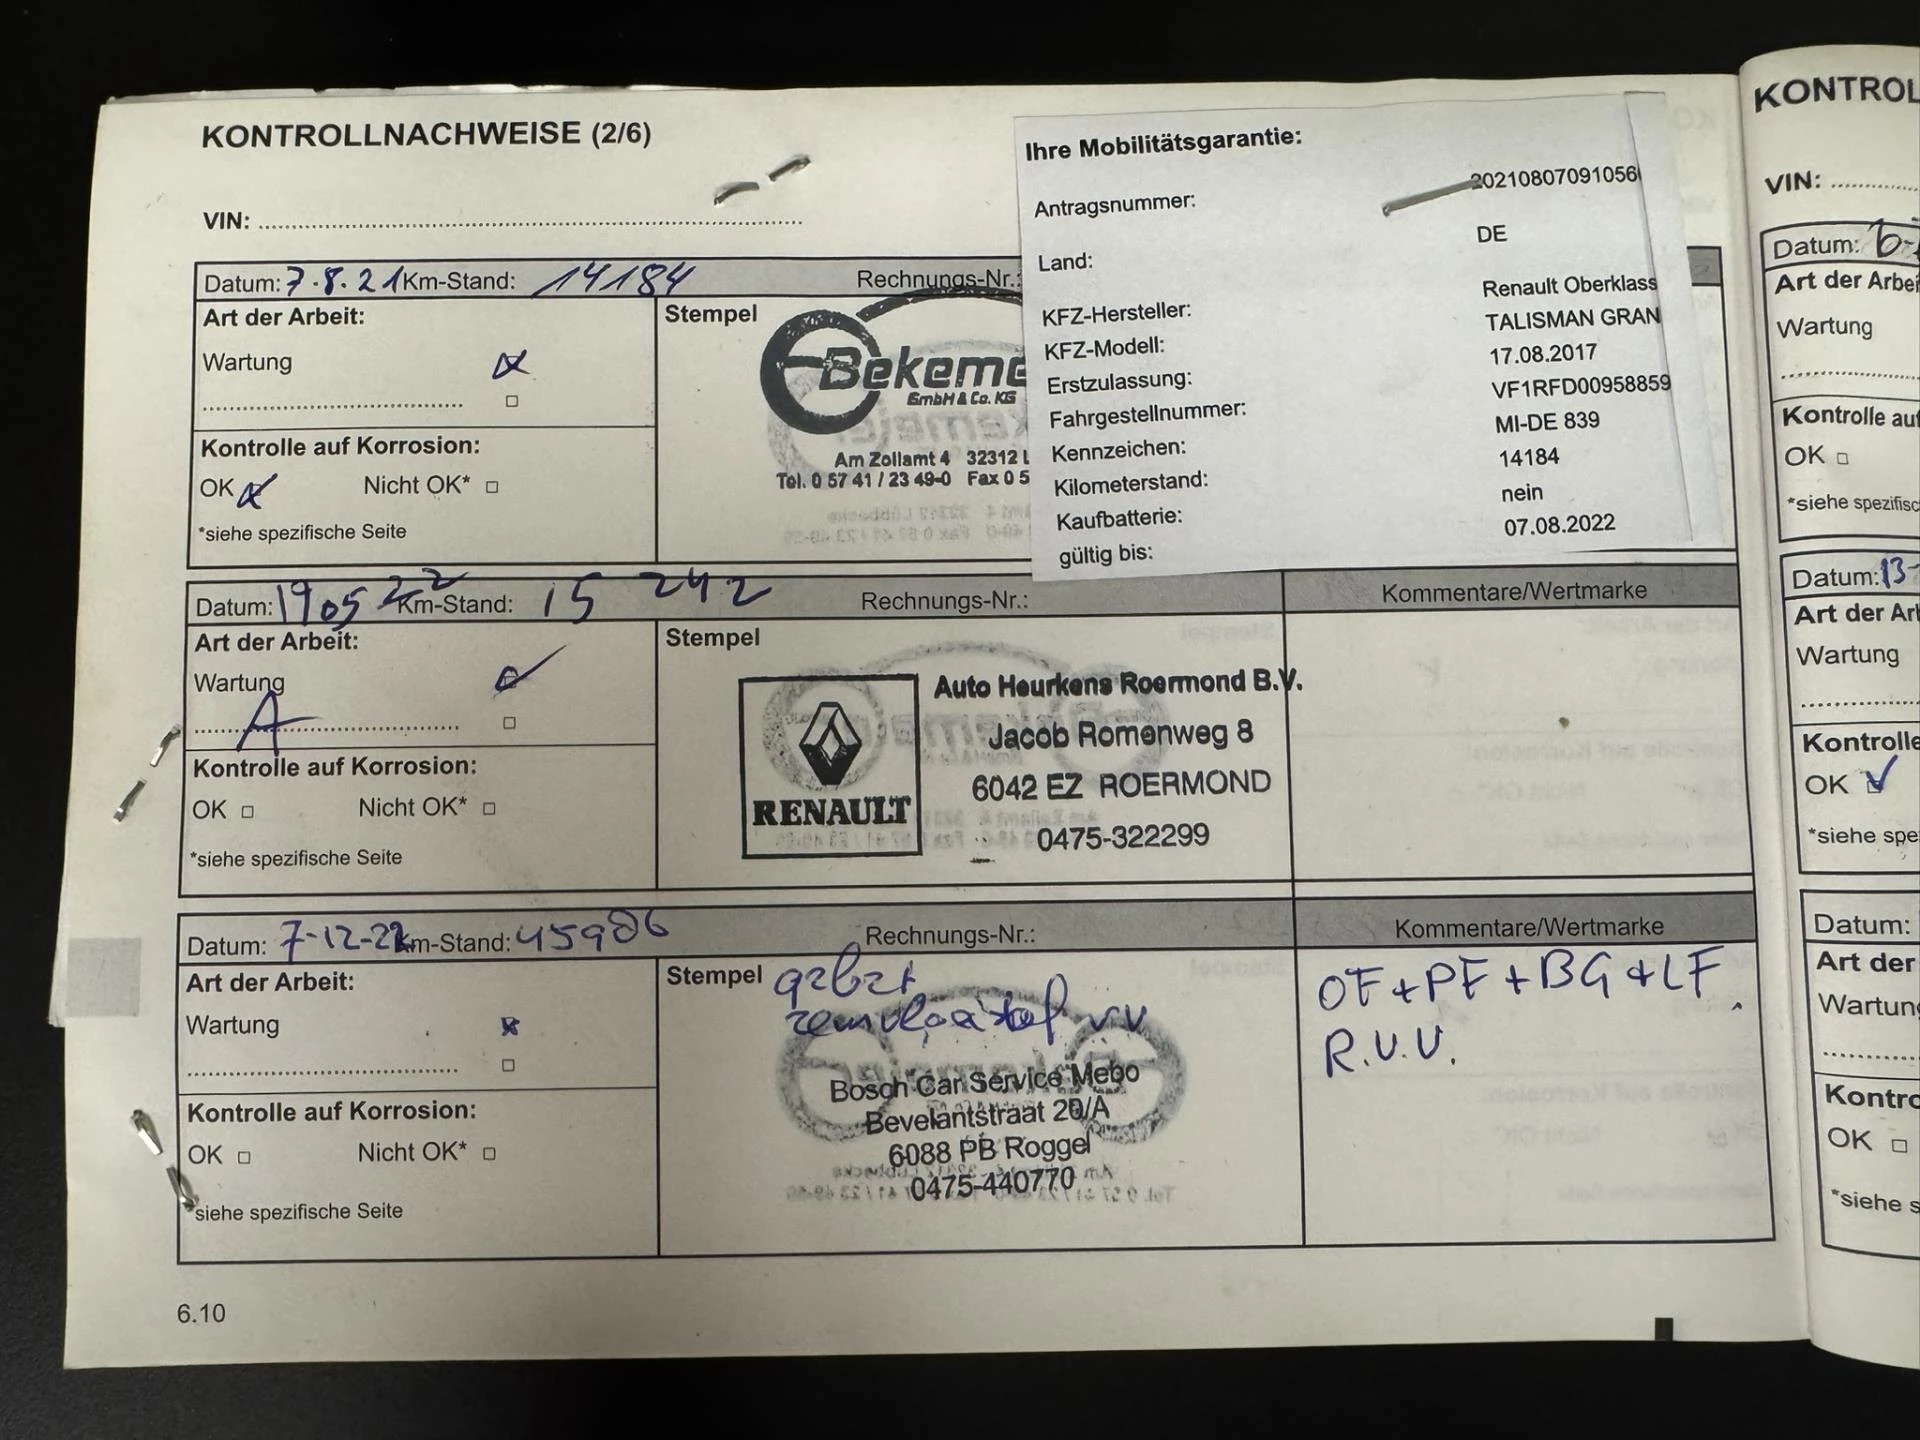 KONTROLLNACHWEISE (2/6)
VIN:
Ihre Mobilitätsgarantie:
Antragsnummer: 2021080709105
Land: DE
KFZ-Hersteller: Renault Oberklass
KFZ-Modell: TALISMAN GRAN
Erstzulassung: 17.08.2017
Fahrgestellnummer: VF1RFD00958859
Kennzeichen: MI-DE 839
Kilometerstand: 14184
Kaufbatterie: nein
gültig bis: 07.08.2022
Datum: 7.8.21 Km-Stand: 14184 Rechnungs-Nr.:
Art der Arbeit:
Wartung
Kontrolle auf Korrosion:
OK Nicht OK*
*siehe spezifische Seite
Stempel
Bekeme
GmbH & Co. KG
Am Zollamt 4 32312 L
Tel. 0 57 41 / 23 49-0 Fax 0 5
Datum: 19 05 22 Km-Stand: 15 242 Rechnungs-Nr.: Kommentare/Wertmarke
Art der Arbeit:
Wartung
A
Kontrolle auf Korrosion:
OK Nicht OK*
*siehe spezifische Seite
Stempel
RENAULT
Auto Heurkens Roermond B.V.
Jacob Romenweg 8
6042 EZ ROERMOND
0475-322299
Datum: 7-12-22 Km-Stand: 45986 Rechnungs-Nr.: Kommentare/Wertmarke
Art der Arbeit:
Wartung
Kontrolle auf Korrosion:
OK Nicht OK*
*siehe spezifische Seite
Stempel
Bosch Car Service Mebo
Bevelantstraat 20/A
6088 PB Roggel
0475-440770
OF + PF + BG + LF
R.V.V.
6.10
KONTROL
VIN:
Datum: 6-
Art der Arbei
Wartung
Kontrolle auf
OK
*siehe spezifisc
Datum: 13-
Art der Arl
Wartung
Kontrolle
OK
*siehe spe
Datum:
Art der
Wartun
Kontro
OK
*siehe s